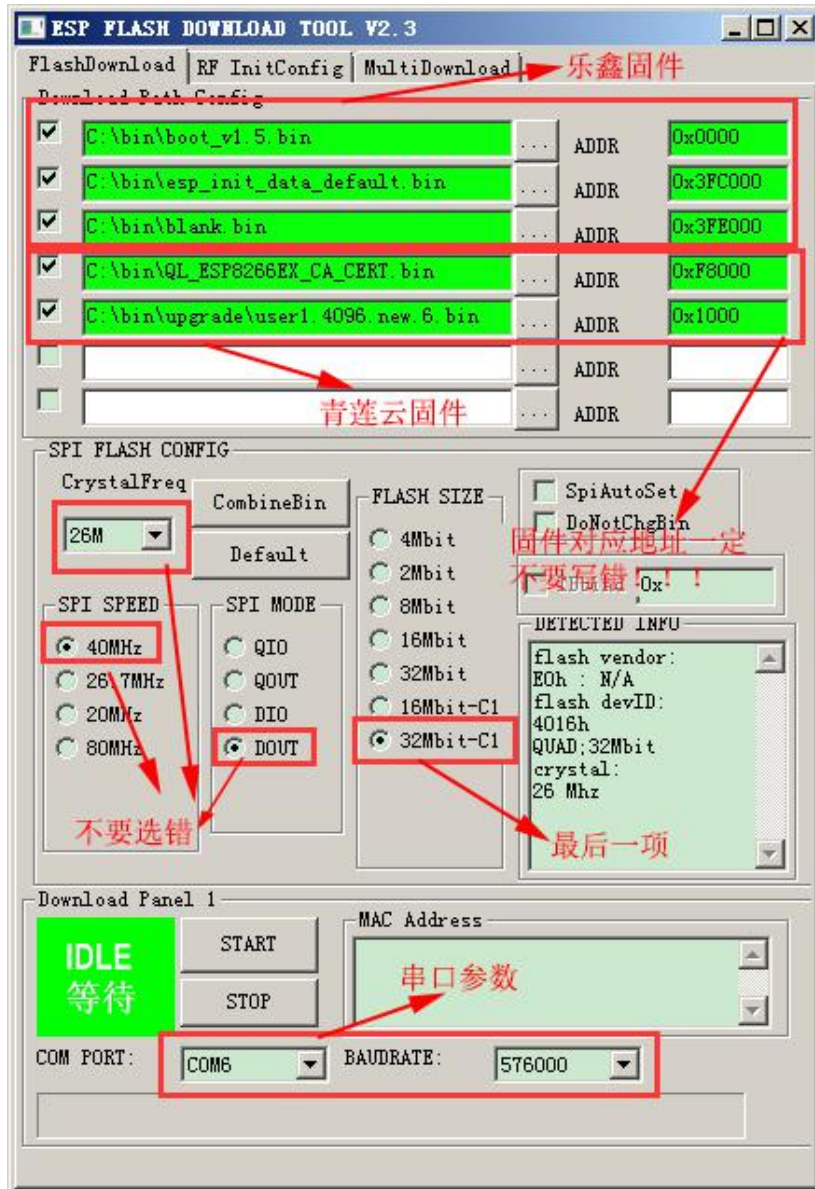 ESP FLASH DOWNLOAD TOOL V2.3
FlashDownload RF InitConfig MultiDownload
乐鑫固件
Download Path Config
C:\bin\boot_v1.5.bin ... ADDR 0x0000
C:\bin\esp_init_data_default.bin ... ADDR 0x3FC000
C:\bin\blank.bin ... ADDR 0x3FE000
C:\bin\QL_ESP8266EX_CA_CERT.bin ... ADDR 0xF8000
C:\bin\upgrade\user1.4096.new.6.bin ... ADDR 0x1000
... ADDR
... ADDR
青莲云固件
SPI FLASH CONFIG
CrystalFreq
26M
CombineBin
Default
SPI SPEED
40MHz
26.7MHz
20MHz
80MHz
SPI MODE
QIO
QOUT
DIO
DOUT
不要选错
FLASH SIZE
4Mbit
2Mbit
8Mbit
16Mbit
32Mbit
16Mbit-C1
32Mbit-C1
SpiAutoSet
DoNotChgBin
固件对应地址一定
不要写错！！！
0x
DETECTED INFO
flash vendor:
E0h : N/A
flash devID:
4016h
QUAD;32Mbit
crystal:
26 Mhz
最后一项
Download Panel 1
IDLE
等待
START
STOP
MAC Address
串口参数
COM PORT: COM6 BAUDRATE: 576000